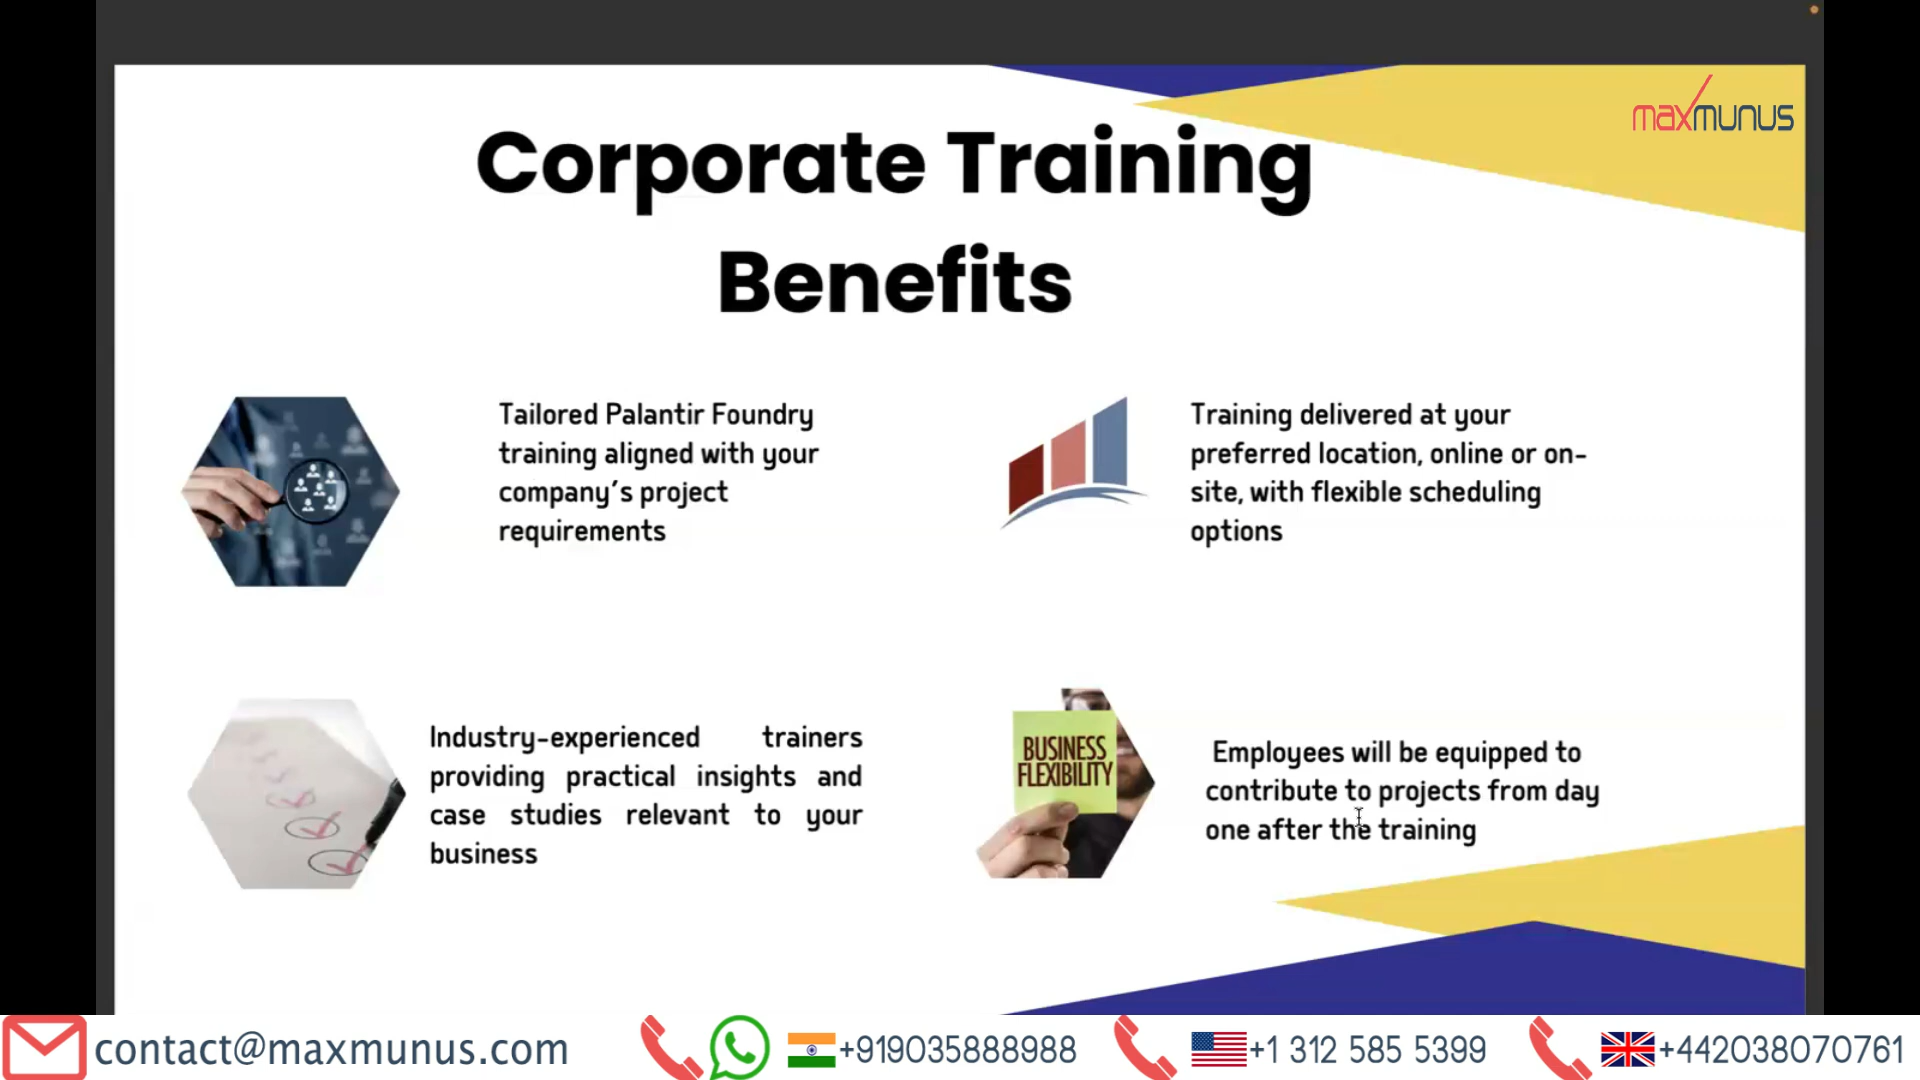 maxmunus
Corporate Training
Benefits
Tailored Palantir Foundry
training aligned with your
company's project
requirements
Training delivered at your
preferred location, online or on-
site, with flexible scheduling
options
Industry-experienced trainers
providing practical insights and
case studies relevant to your
business
BUSINESS
FLEXIBILITY
Employees will be equipped to
contribute to projects from day
one after the training
contact@maxmunus.com
+919035888988
+1 312 585 5399
+442038070761